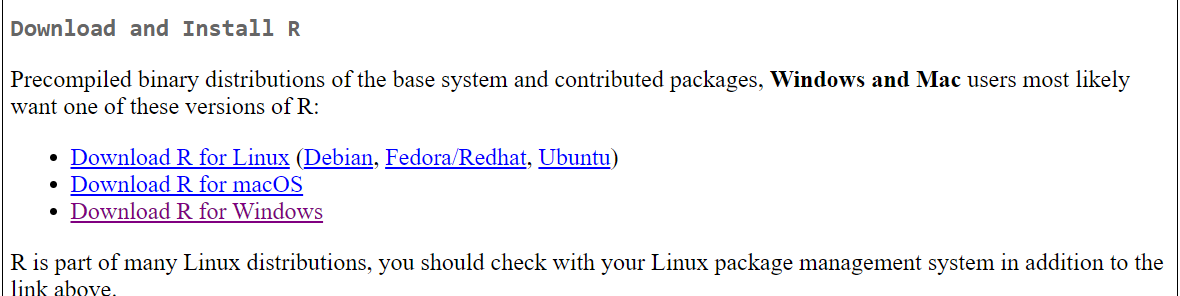 Download and Install R
Precompiled binary distributions of the base system and contributed packages, Windows and Mac users most likely
want one of these versions of R:
• Download R for Linux (Debian, Fedora/Redhat, Ubuntu)
• Download R for macOS
• Download R for Windows
R is part of many Linux distributions, you should check with your Linux package management system in addition to the
link above.